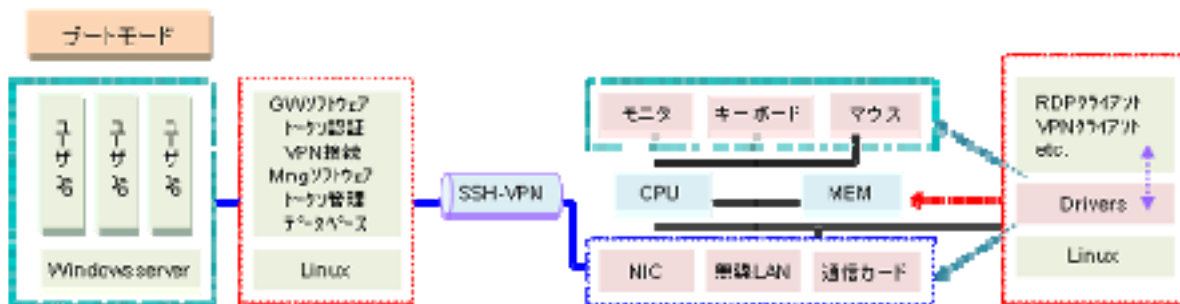 ブートモード
ユーザ名
ユーザ名
ユーザ名
Windows server
GWソフトウェア
トークン認証
VPN接続
Mngソフトウェア
トークン管理
データベース
Linux
SSH-VPN
モニタ
キーボード
マウス
CPU
MEM
NIC
無線LAN
通信カード
RDPクライアント
VPNクライアント
etc.
Drivers
Linux